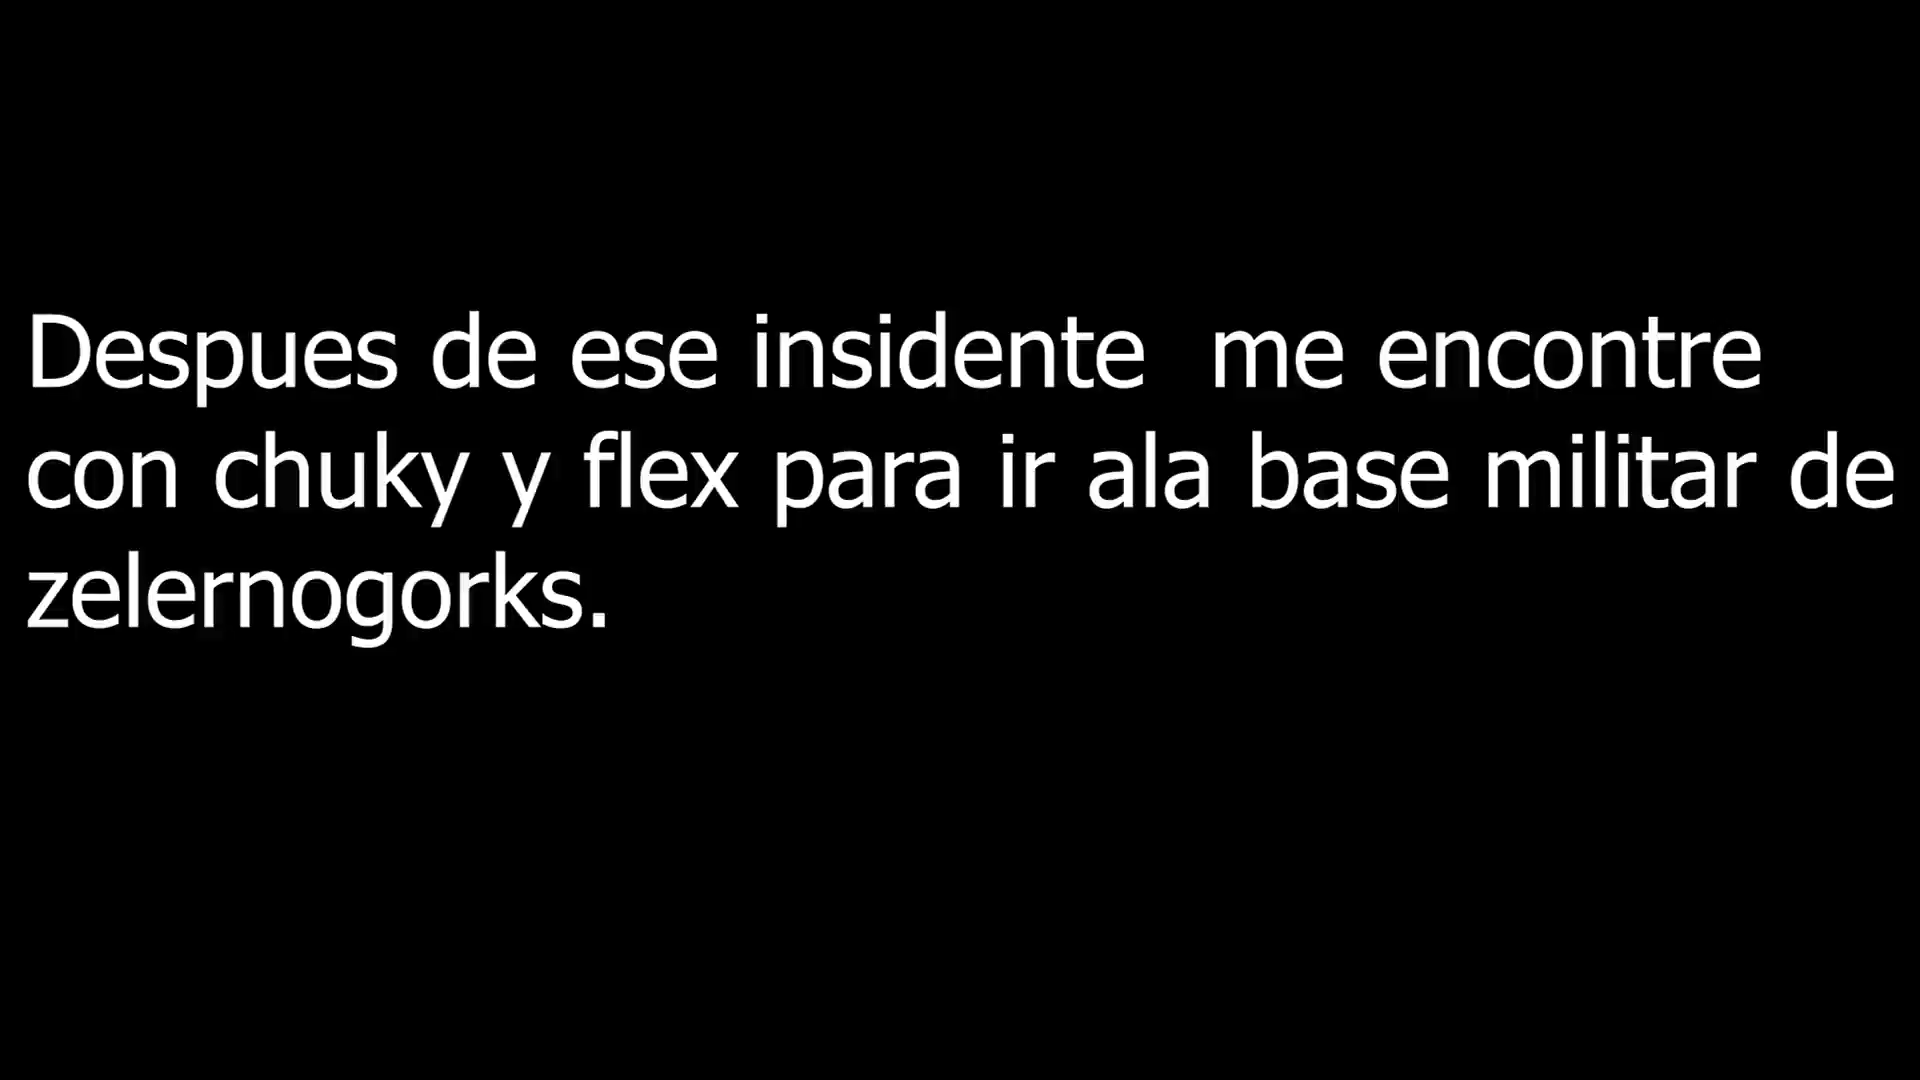 Despues de ese insidente  me encontre
con chuky y flex para ir ala base militar de
zelernogorks.